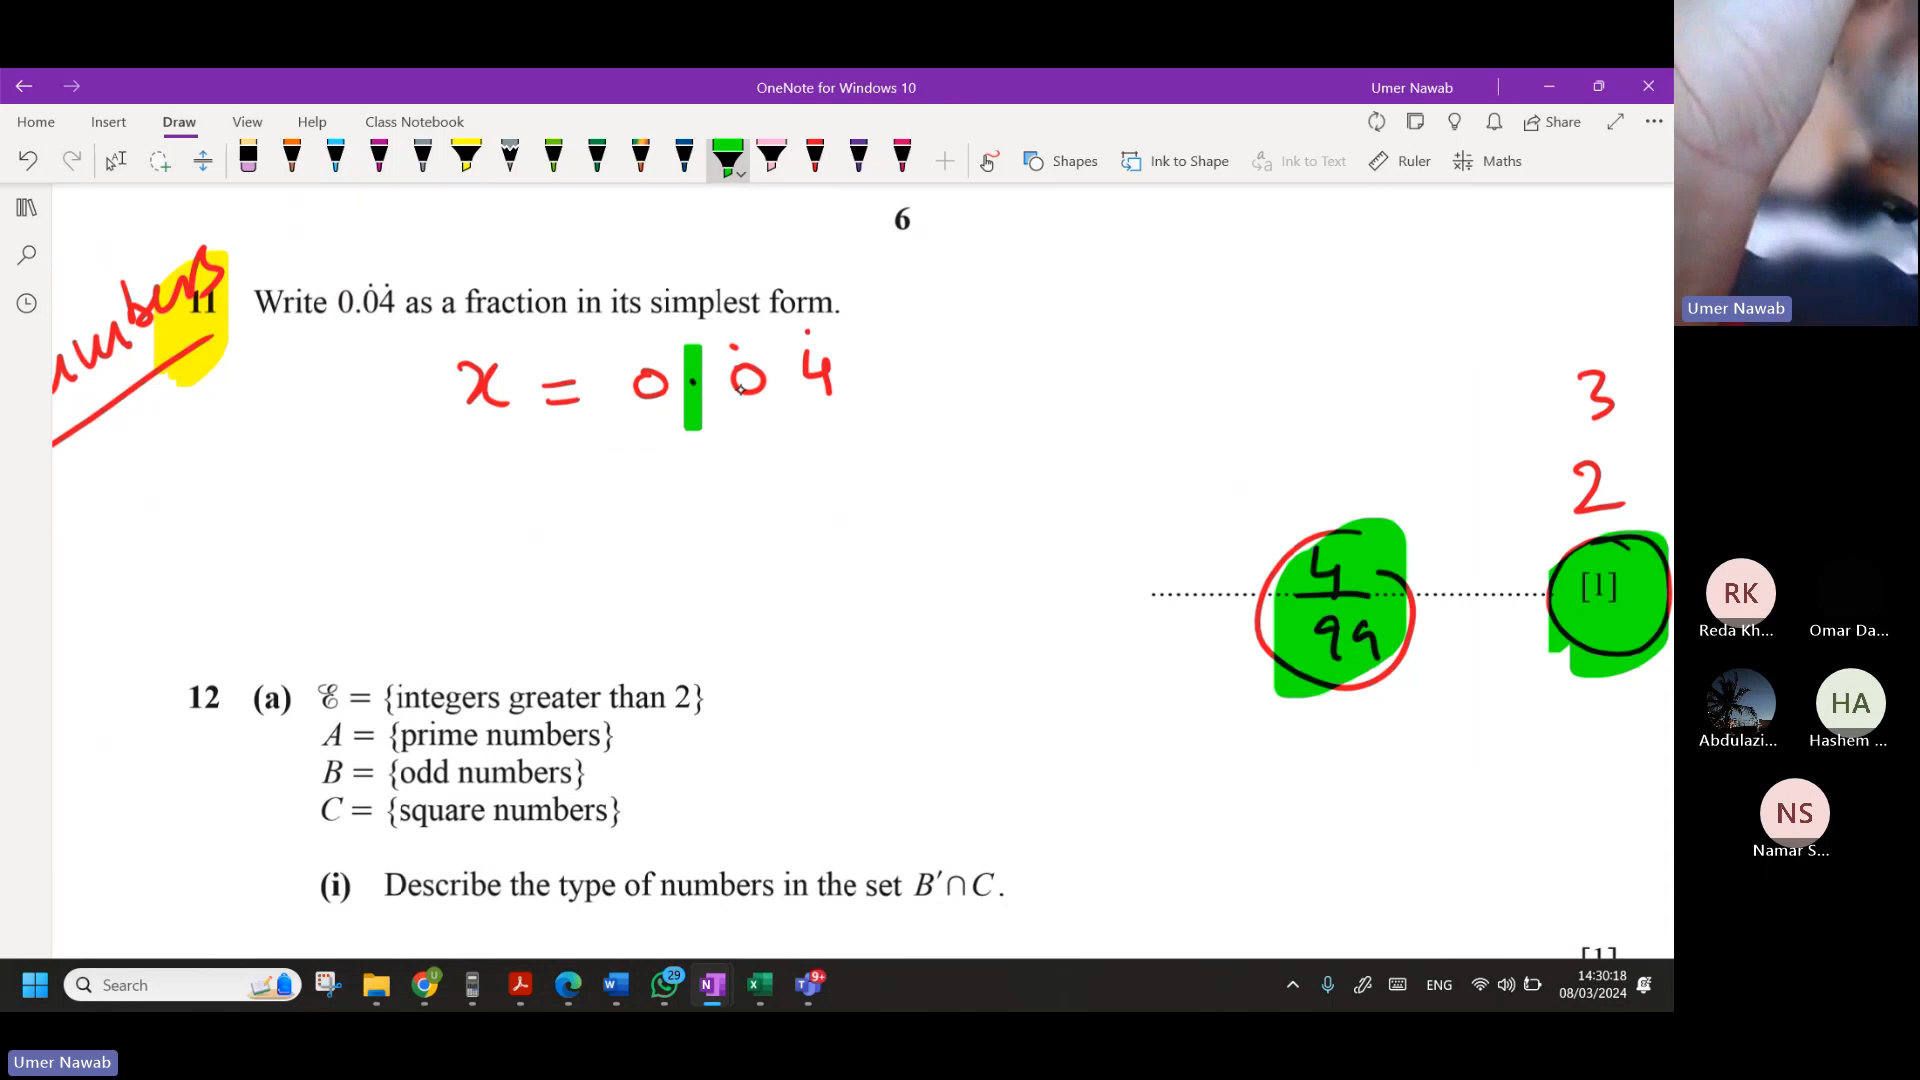 OneNote for Windows 10
Umer Nawab
Home Insert Draw View Help Class Notebook
Share
Shapes Ink to Shape Ink to Text Ruler Maths
6
numbers
11 Write 0.0̇4̇ as a fraction in its simplest form.
x = 0 . 0̇ 4̇
3
2
4
99
[1]
12 (a) ℰ = {integers greater than 2}
A = {prime numbers}
B = {odd numbers}
C = {square numbers}
(i) Describe the type of numbers in the set B′∩C.
[1]
Search
29
9+
ENG
14:30:18
08/03/2024
Umer Nawab
RK
Reda Kh...
Omar Da...
Abdulazi...
HA
Hashem ...
NS
Namar S...
Umer Nawab